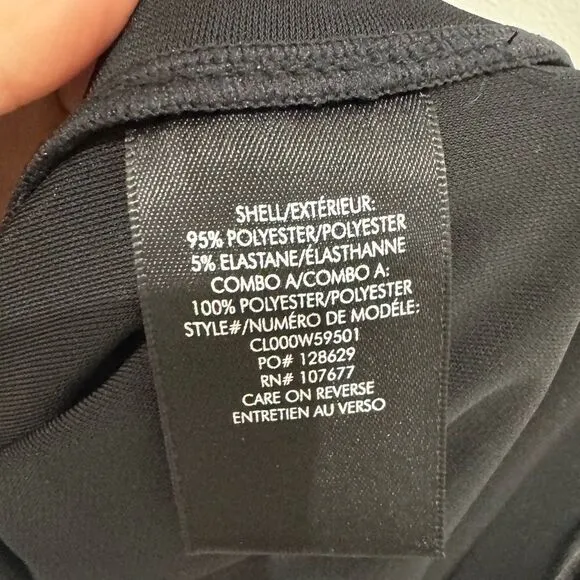 SHELL/EXTÉRIEUR:
95% POLYESTER/POLYESTER
5% ELASTANE/ÉLASTHANNE
COMBO A/COMBO A:
100% POLYESTER/POLYESTER
STYLE#/NUMÉRO DE MODÉLE:
CL000W59501
PO# 128629
RN# 107677
CARE ON REVERSE
ENTRETIEN AU VERSO